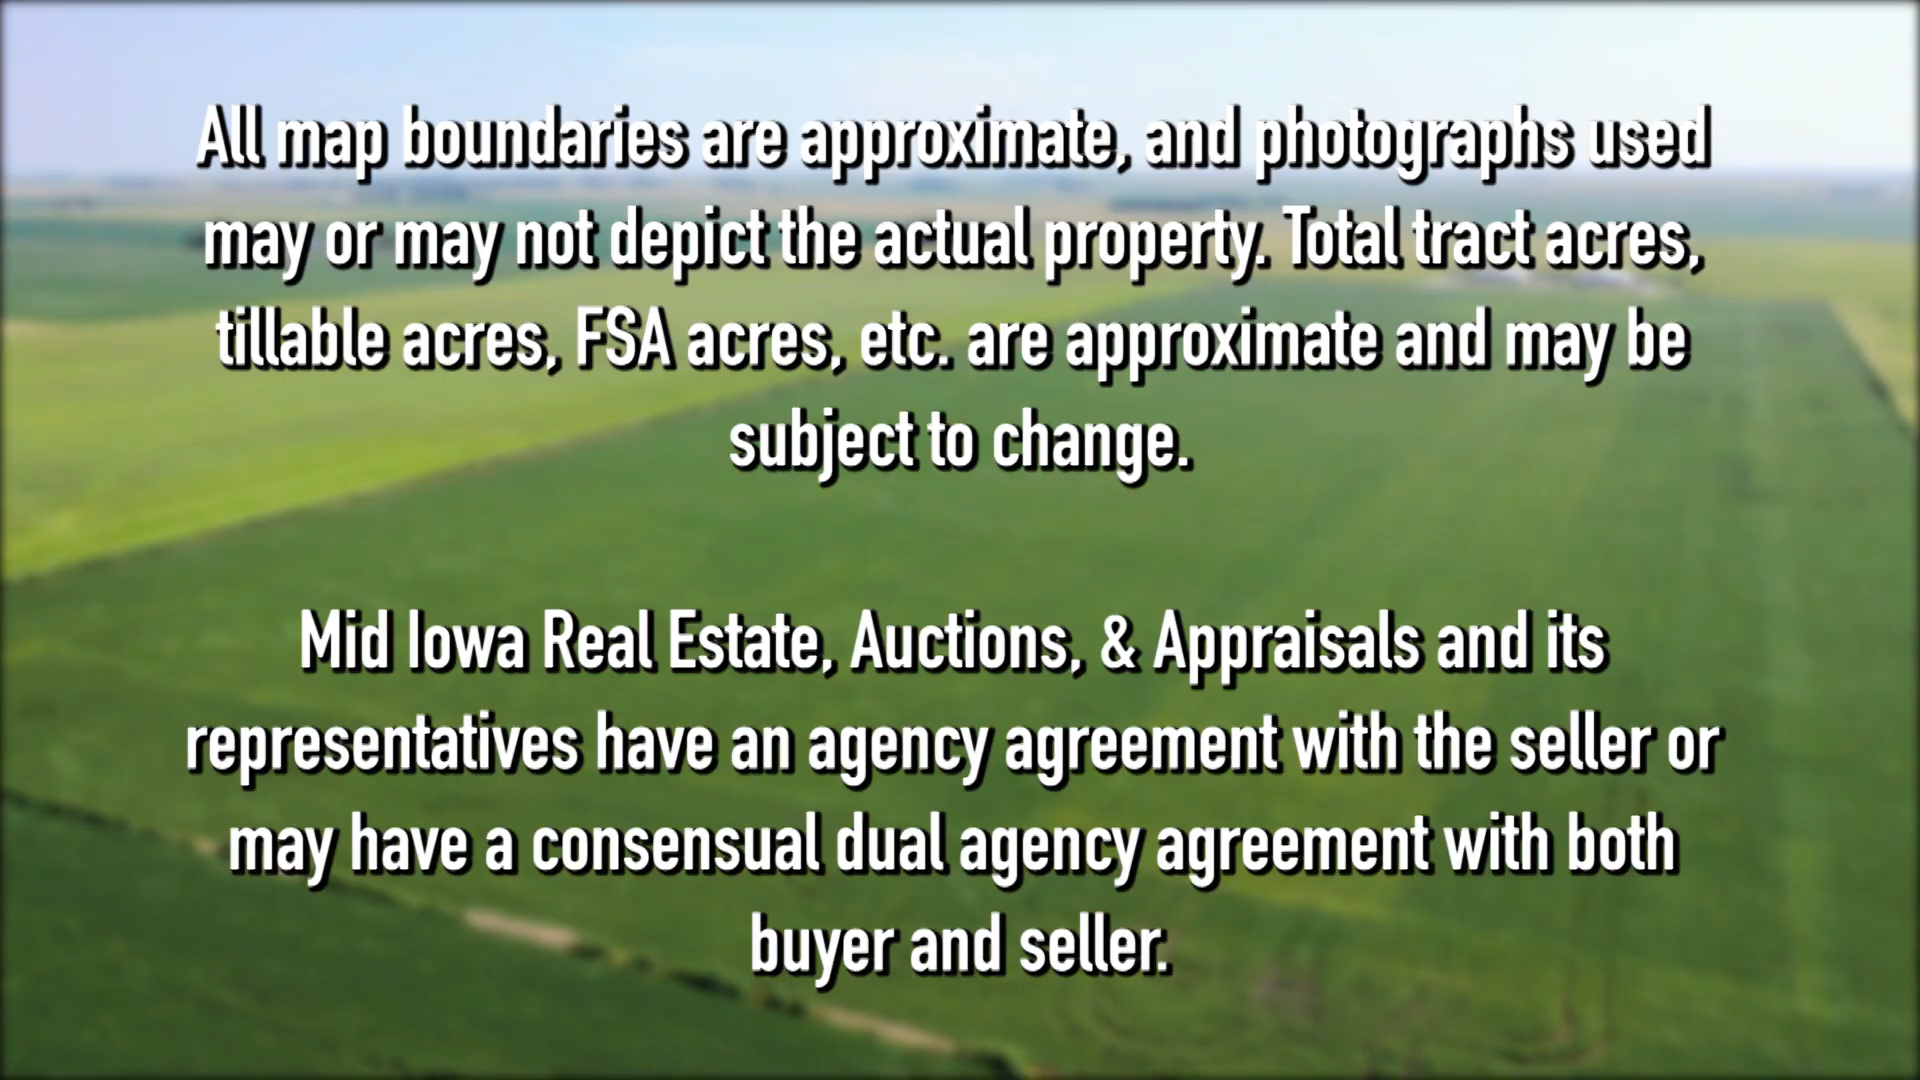 All map boundaries are approximate, and photographs used
may or may not depict the actual property. Total tract acres,
tillable acres, FSA acres, etc. are approximate and may be
subject to change.
Mid Iowa Real Estate, Auctions, & Appraisals and its
representatives have an agency agreement with the seller or
may have a consensual dual agency agreement with both
buyer and seller.